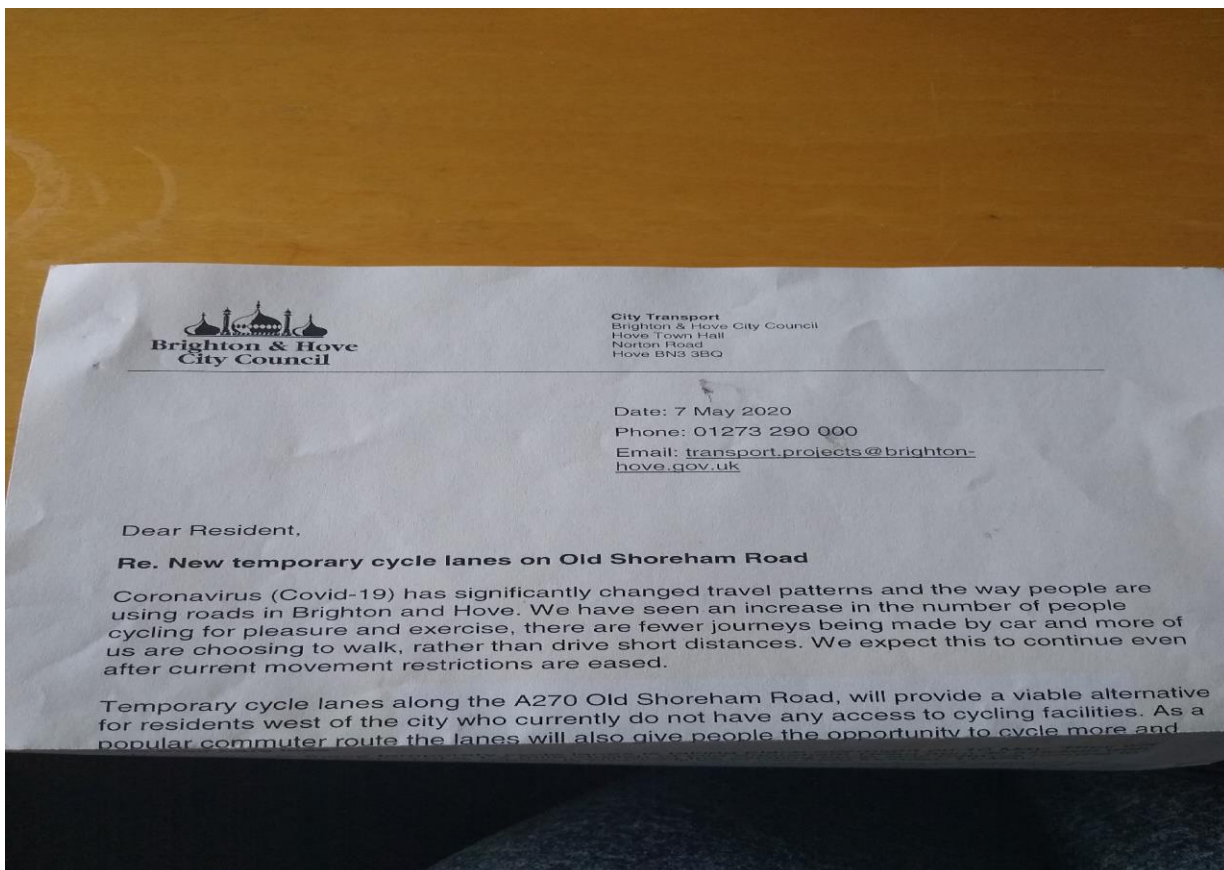 Brighton & Hove
City Council
City Transport
Brighton & Hove City Council
Hove Town Hall
Norton Road
Hove BN3 3BQ
Date: 7 May 2020
Phone: 01273 290 000
Email: transport.projects@brighton-
hove.gov.uk
Dear Resident,
Re. New temporary cycle lanes on Old Shoreham Road
Coronavirus (Covid-19) has significantly changed travel patterns and the way people are
using roads in Brighton and Hove. We have seen an increase in the number of people
cycling for pleasure and exercise, there are fewer journeys being made by car and more of
us are choosing to walk, rather than drive short distances. We expect this to continue even
after current movement restrictions are eased.
Temporary cycle lanes along the A270 Old Shoreham Road, will provide a viable alternative
for residents west of the city who currently do not have any access to cycling facilities. As a
popular commuter route the lanes will also give people the opportunity to cycle more and